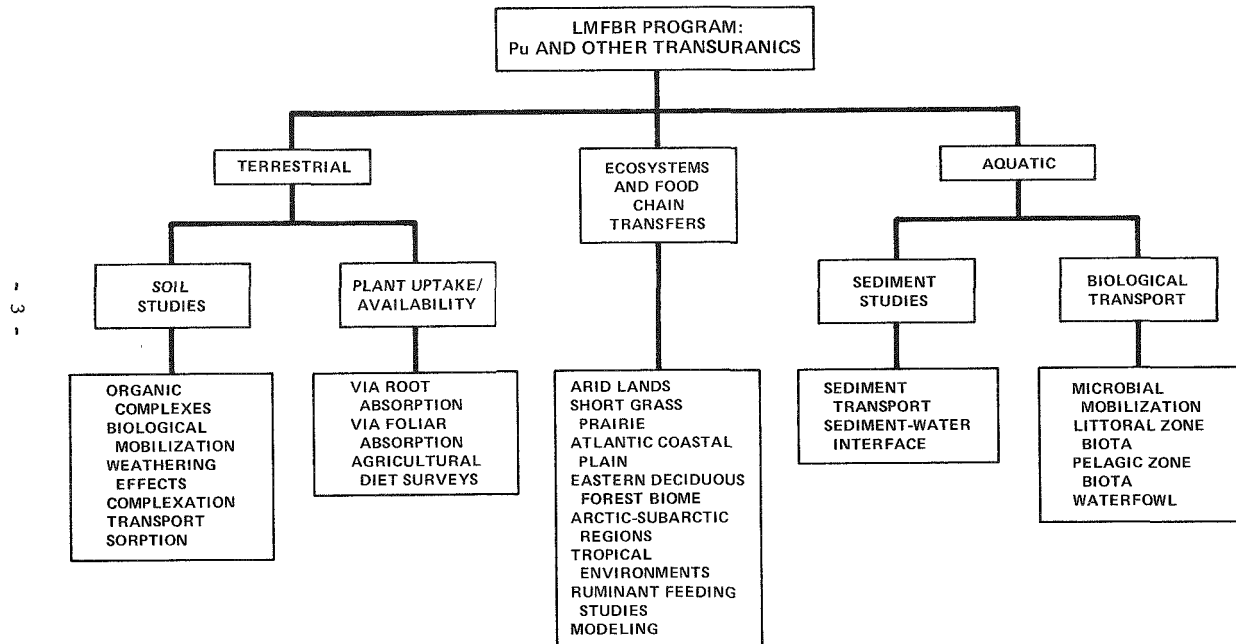 LMFBR PROGRAM:
Pu AND OTHER TRANSURANICS
TERRESTRIAL
ECOSYSTEMS
AND FOOD
CHAIN
TRANSFERS
AQUATIC
SOIL
STUDIES
PLANT UPTAKE/
AVAILABILITY
SEDIMENT
STUDIES
BIOLOGICAL
TRANSPORT
- 3 -
ORGANIC
COMPLEXES
BIOLOGICAL
MOBILIZATION
WEATHERING
EFFECTS
COMPLEXATION
TRANSPORT
SORPTION
VIA ROOT
ABSORPTION
VIA FOLIAR
ABSORPTION
AGRICULTURAL
DIET SURVEYS
ARID LANDS
SHORT GRASS
PRAIRIE
ATLANTIC COASTAL
PLAIN
EASTERN DECIDUOUS
FOREST BIOME
ARCTIC-SUBARCTIC
REGIONS
TROPICAL
ENVIRONMENTS
RUMINANT FEEDING
STUDIES
MODELING
SEDIMENT
TRANSPORT
SEDIMENT-WATER
INTERFACE
MICROBIAL
MOBILIZATION
LITTORAL ZONE
BIOTA
PELAGIC ZONE
BIOTA
WATERFOWL